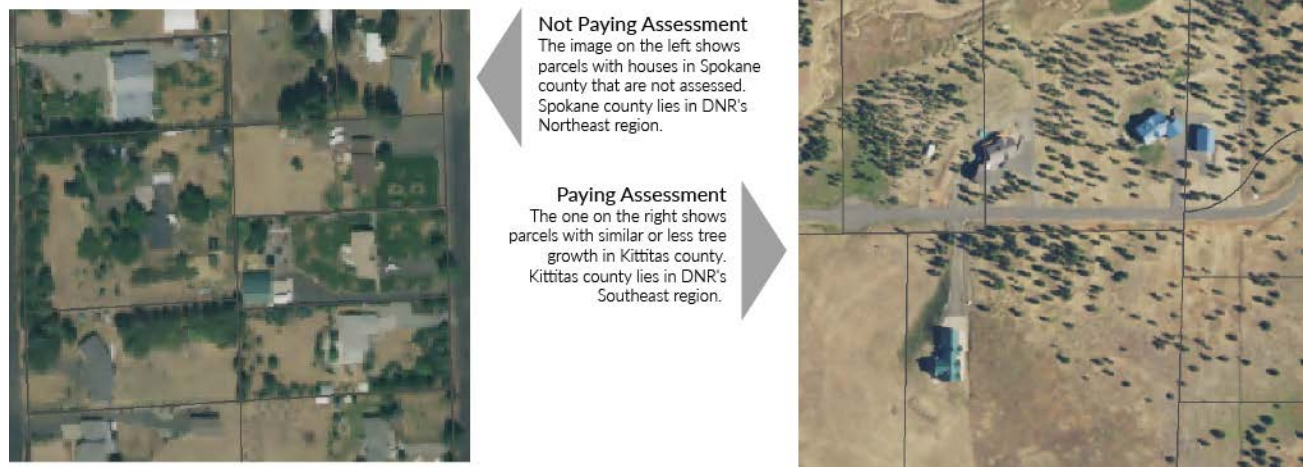 Not Paying Assessment
The image on the left shows
parcels with houses in Spokane
county that are not assessed.
Spokane county lies in DNR's
Northeast region.
Paying Assessment
The one on the right shows
parcels with similar or less tree
growth in Kittitas county.
Kittitas county lies in DNR's
Southeast region.